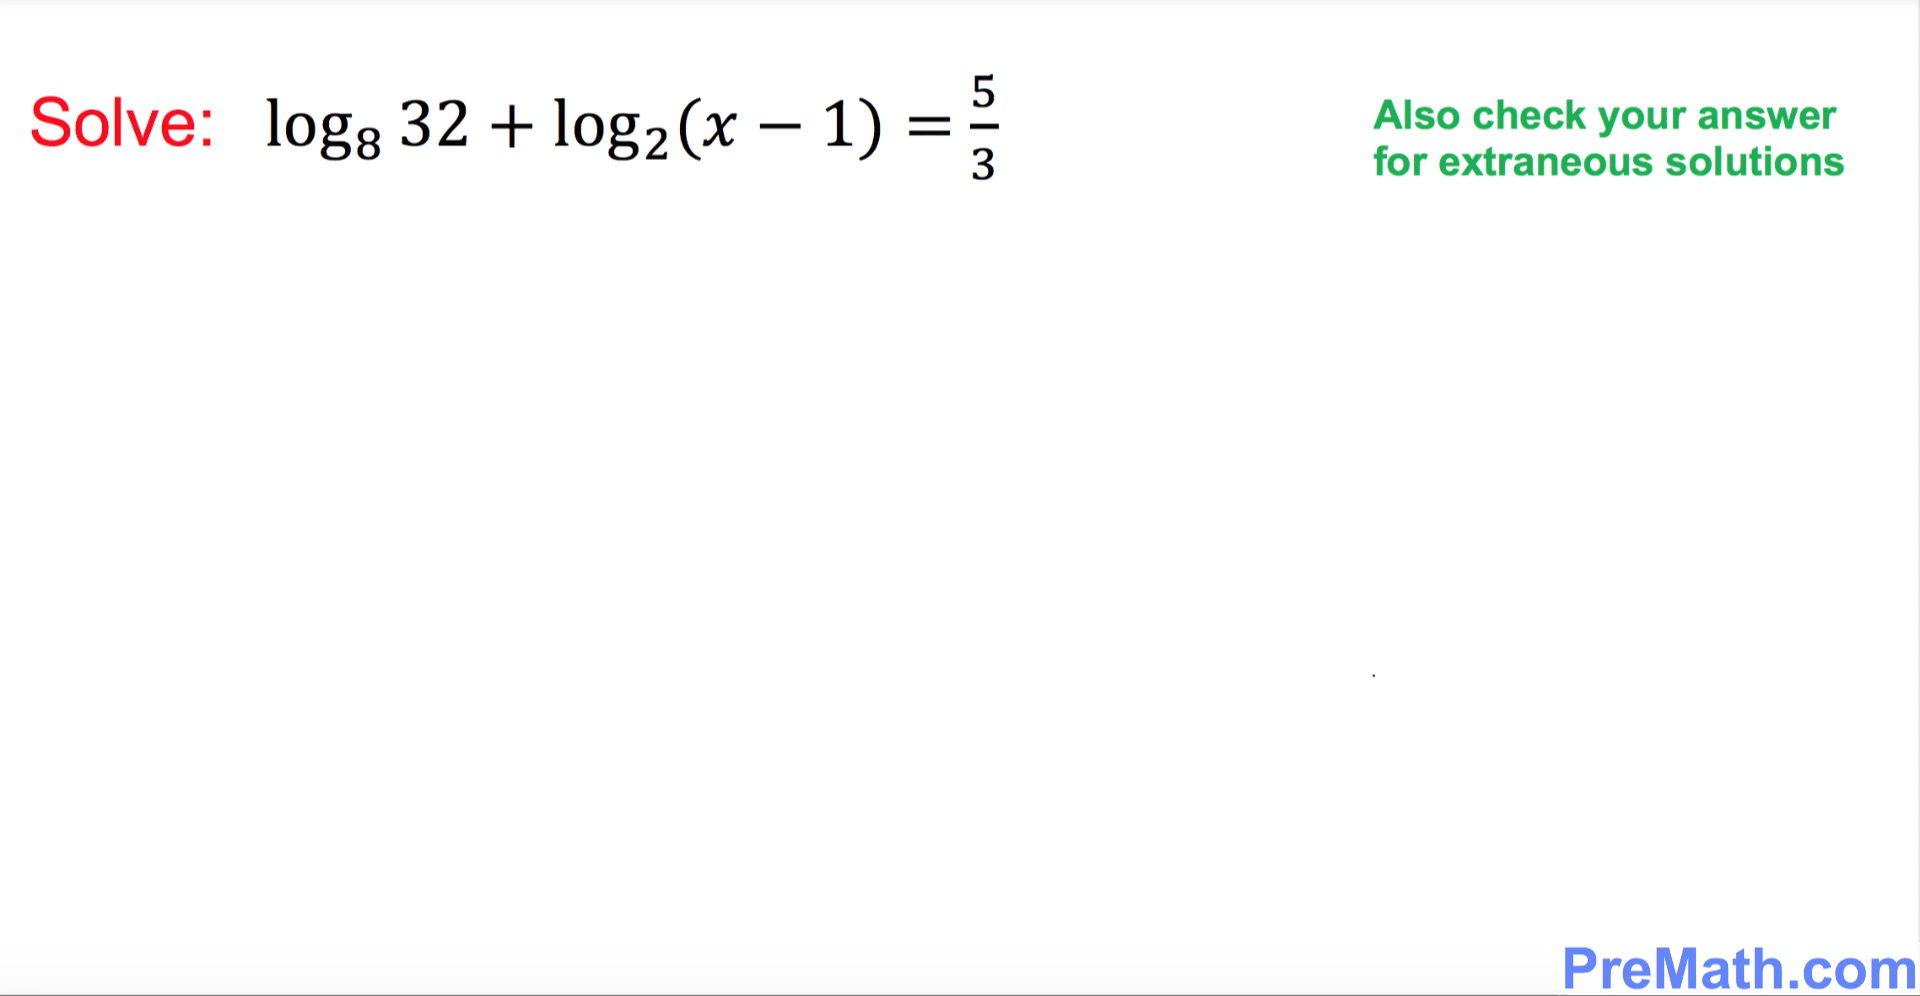 Solve: log₈ 32 + log₂(x − 1) = 5/3
Also check your answer
for extraneous solutions
PreMath.com